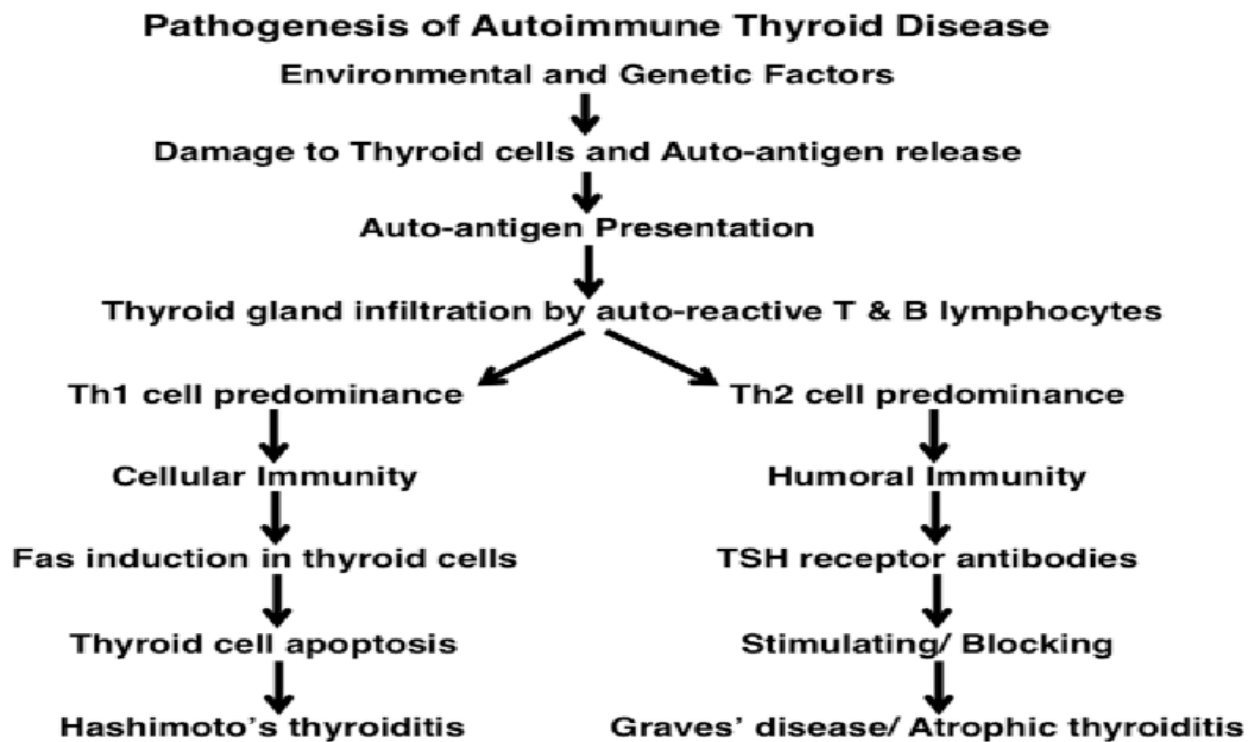 Pathogenesis of Autoimmune Thyroid Disease
Environmental and Genetic Factors
Damage to Thyroid cells and Auto-antigen release
Auto-antigen Presentation
Thyroid gland infiltration by auto-reactive T & B lymphocytes
Th1 cell predominance
Cellular Immunity
Fas induction in thyroid cells
Thyroid cell apoptosis
Hashimoto's thyroiditis
Th2 cell predominance
Humoral Immunity
TSH receptor antibodies
Stimulating/ Blocking
Graves' disease/ Atrophic thyroiditis